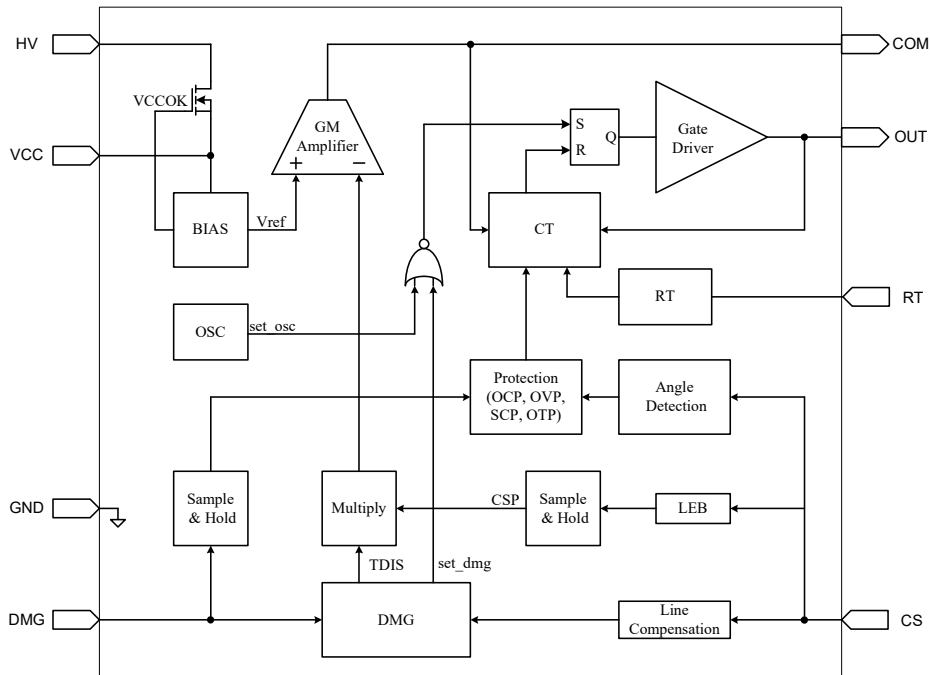 HV
COM
VCCOK
GM
Amplifier
+ −
S
R
Q
Gate
Driver
OUT
VCC
BIAS
Vref
CT
RT
RT
OSC
set_osc
Protection
(OCP, OVP,
SCP, OTP)
Angle
Detection
GND
Sample
& Hold
Multiply
CSP
Sample
& Hold
LEB
TDIS
set_dmg
DMG
DMG
Line
Compensation
CS